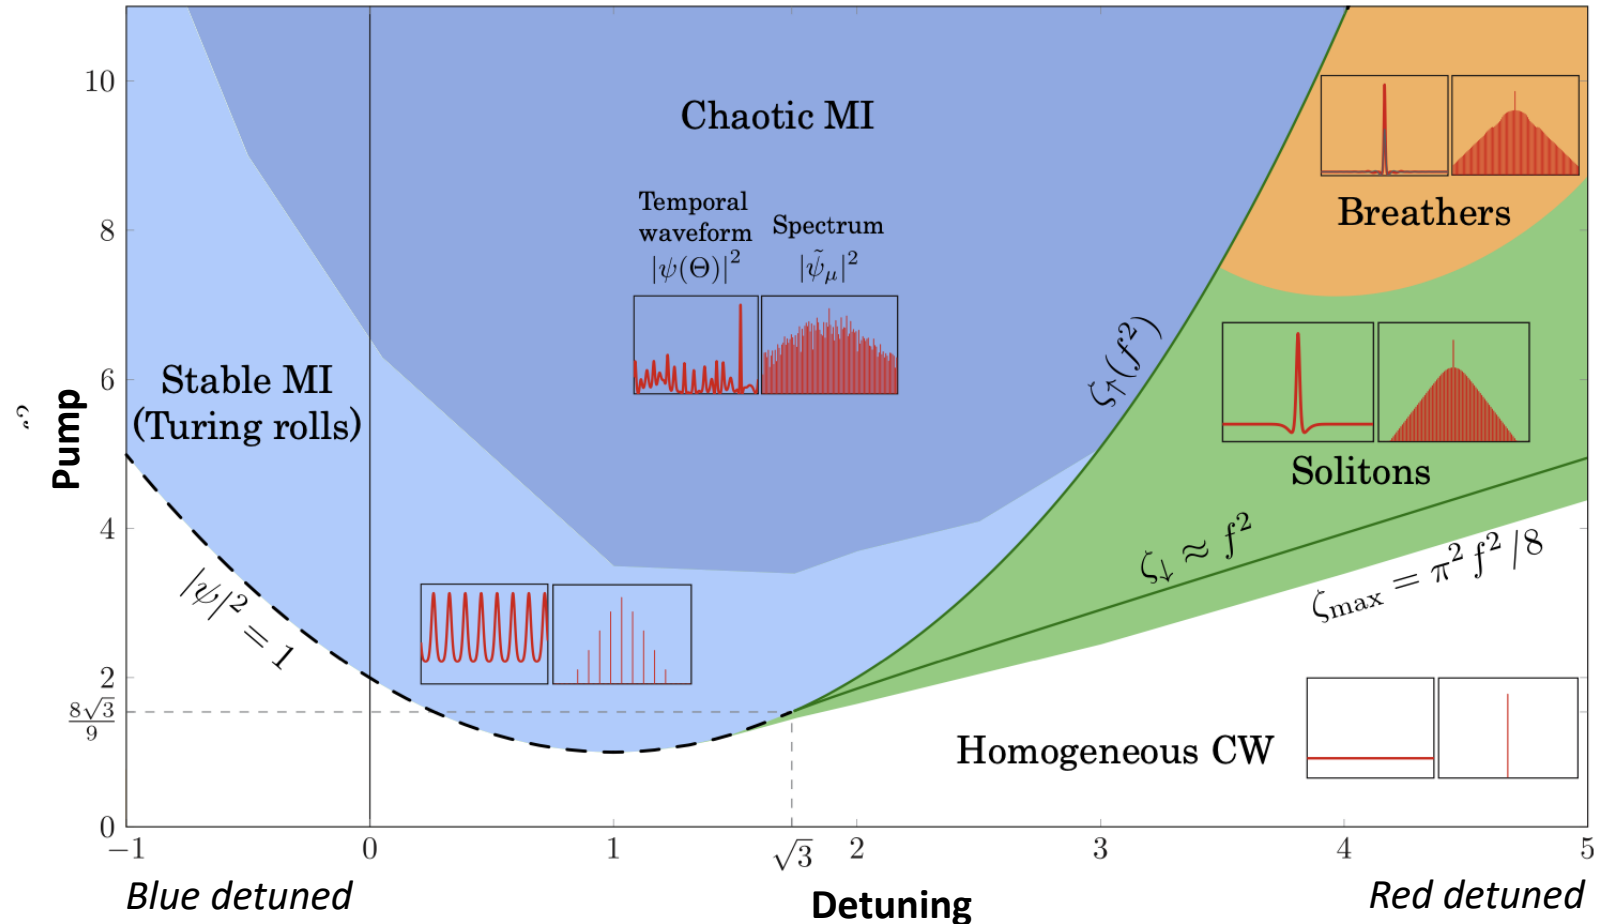 10
8
6
4
2
8√3/9
0
Pump
Chaotic MI
Temporal
waveform
|ψ(Θ)|²
Spectrum
|ψ̃μ|²
Breathers
Stable MI
(Turing rolls)
ζ↑(f²)
Solitons
ζ↓ ≈ f²
ζmax = π² f² /8
|ψ|² = 1
Homogeneous CW
−1
0
1
√3
2
3
4
5
Blue detuned
Detuning
Red detuned